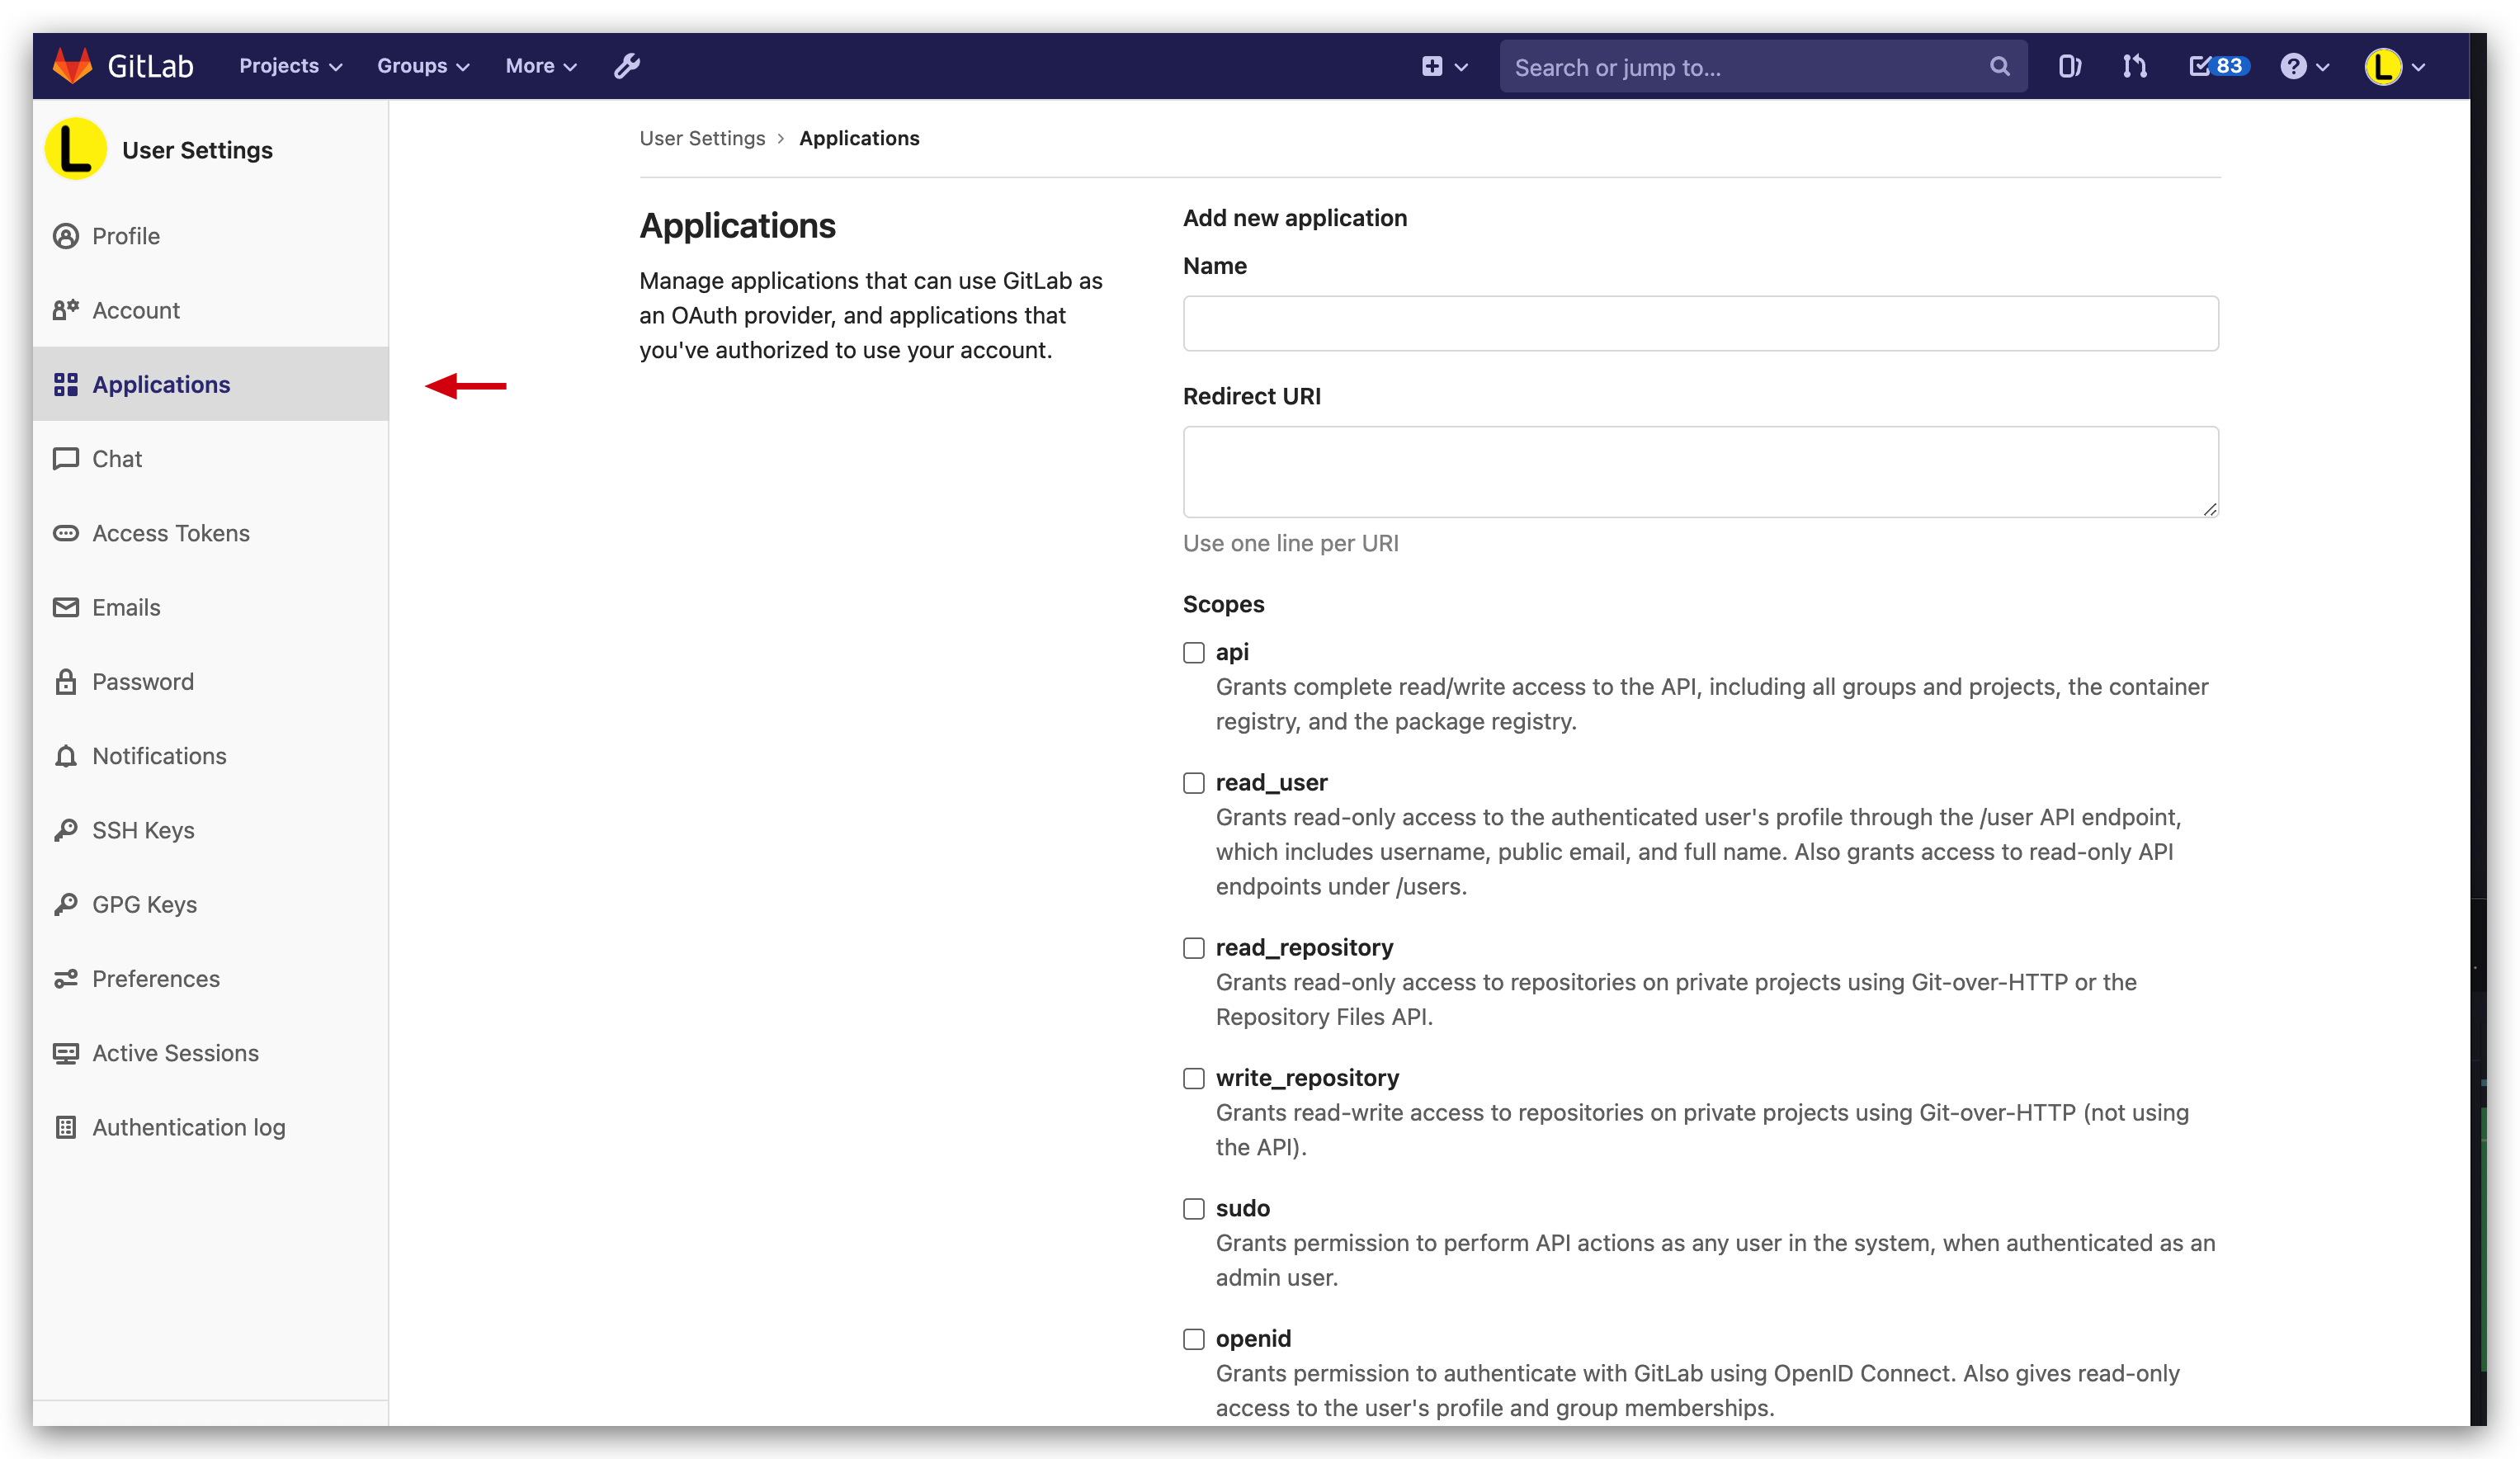 GitLab Projects Groups More Search or jump to... 83 ? L
L User Settings
Profile
Account
Applications
Chat
Access Tokens
Emails
Password
Notifications
SSH Keys
GPG Keys
Preferences
Active Sessions
Authentication log
User Settings > Applications
Applications
Manage applications that can use GitLab as
an OAuth provider, and applications that
you've authorized to use your account.
Add new application
Name
Redirect URI
Use one line per URI
Scopes
api
Grants complete read/write access to the API, including all groups and projects, the container
registry, and the package registry.
read_user
Grants read-only access to the authenticated user's profile through the /user API endpoint,
which includes username, public email, and full name. Also grants access to read-only API
endpoints under /users.
read_repository
Grants read-only access to repositories on private projects using Git-over-HTTP or the
Repository Files API.
write_repository
Grants read-write access to repositories on private projects using Git-over-HTTP (not using
the API).
sudo
Grants permission to perform API actions as any user in the system, when authenticated as an
admin user.
openid
Grants permission to authenticate with GitLab using OpenID Connect. Also gives read-only
access to the user's profile and group memberships.